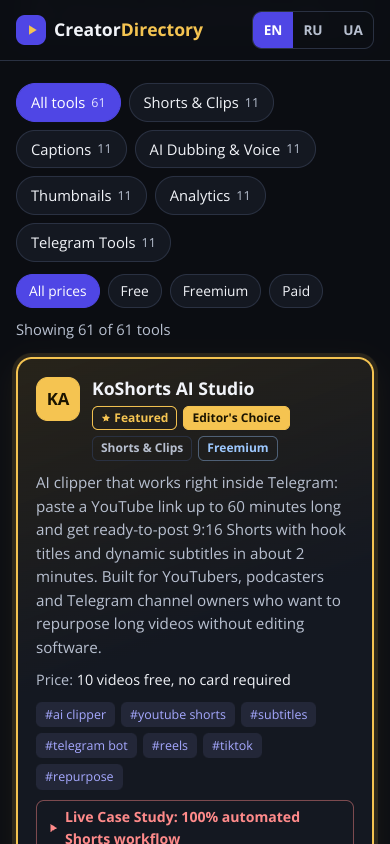 CreatorDirectory EN RU UA
All tools 61 Shorts & Clips 11
Captions 11 AI Dubbing & Voice 11
Thumbnails 11 Analytics 11
Telegram Tools 11
All prices Free Freemium Paid
Showing 61 of 61 tools
KA KoShorts AI Studio
★ Featured Editor's Choice
Shorts & Clips Freemium
AI clipper that works right inside Telegram:
paste a YouTube link up to 60 minutes long
and get ready-to-post 9:16 Shorts with hook
titles and dynamic subtitles in about 2
minutes. Built for YouTubers, podcasters
and Telegram channel owners who want to
repurpose long videos without editing
software.
Price: 10 videos free, no card required
#ai clipper #youtube shorts #subtitles
#telegram bot #reels #tiktok
#repurpose
Live Case Study: 100% automated
Shorts workflow